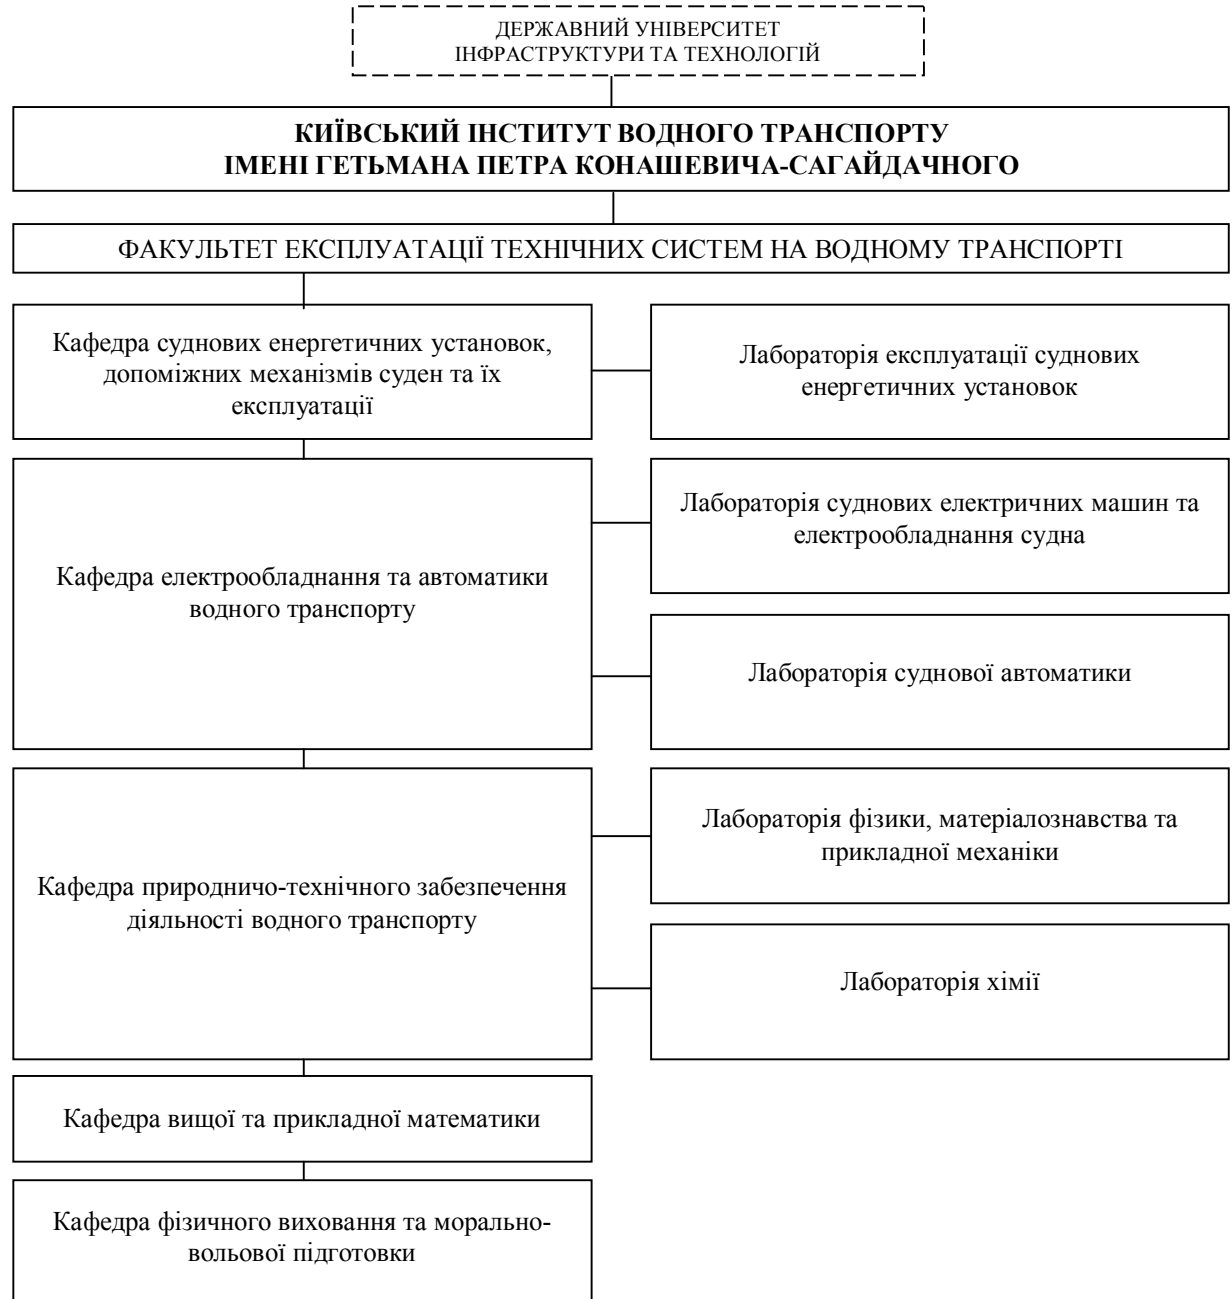 ДЕРЖАВНИЙ УНІВЕРСИТЕТ
ІНФРАСТРУКТУРИ ТА ТЕХНОЛОГІЙ
КИЇВСЬКИЙ ІНСТИТУТ ВОДНОГО ТРАНСПОРТУ
ІМЕНІ ГЕТЬМАНА ПЕТРА КОНАШЕВИЧА-САГАЙДАЧНОГО
ФАКУЛЬТЕТ ЕКСПЛУАТАЦІЇ ТЕХНІЧНИХ СИСТЕМ НА ВОДНОМУ ТРАНСПОРТІ
Кафедра суднових енергетичних установок,
допоміжних механізмів суден та їх
експлуатації
Лабораторія експлуатації суднових
енергетичних установок
Кафедра електрообладнання та автоматики
водного транспорту
Лабораторія суднових електричних машин та
електрообладнання судна
Лабораторія суднової автоматики
Кафедра природничо-технічного забезпечення
діяльності водного транспорту
Лабораторія фізики, матеріалознавства та
прикладної механіки
Лабораторія хімії
Кафедра вищої та прикладної математики
Кафедра фізичного виховання та морально-
вольової підготовки